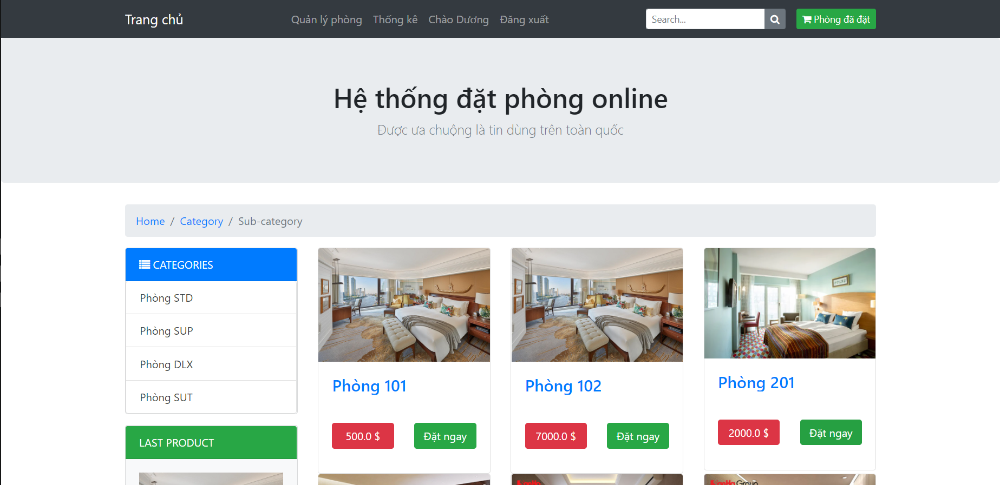 Trang chủ
Quản lý phòng Thống kê Chào Dương Đăng xuất
Search...
Phòng đã đặt
Hệ thống đặt phòng online
Được ưa chuộng là tin dùng trên toàn quốc
Home / Category / Sub-category
CATEGORIES
Phòng STD
Phòng SUP
Phòng DLX
Phòng SUT
LAST PRODUCT
Phòng 101
500.0 $ Đặt ngay
Phòng 102
7000.0 $ Đặt ngay
Phòng 201
2000.0 $ Đặt ngay